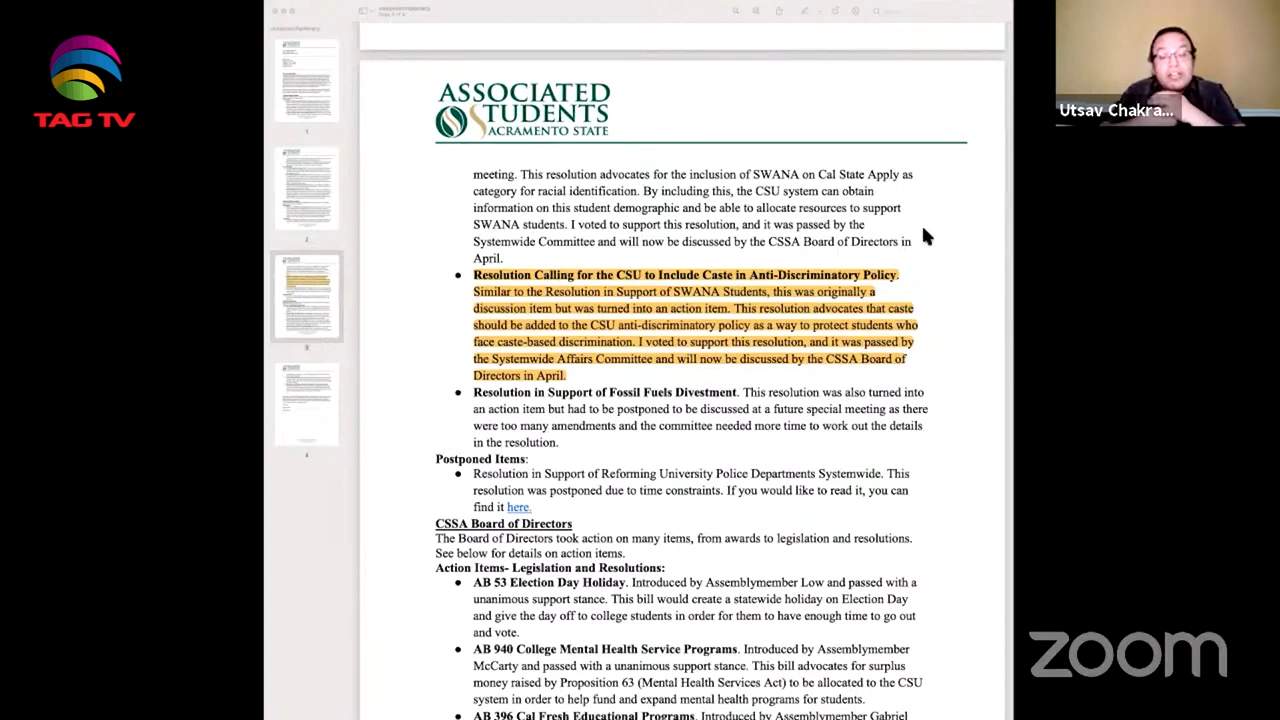 TAG TV
Utsav Chakra...
ASSOCIATED
STUDENTS
SACRAMENTO STATE
meeting. This resolution advocates for the inclusion of SWANA on Cal State Apply as
category for racial identification. By including this, the CSU system can obtain
information on this student demographic and be able to allocate resources to support
SWANA students. I voted to support this resolution, and it was passed by the
Systemwide Committee and will now be discussed by the CSSA Board of Directors in
April.
• Resolution Calling for the CSU to Include Caste in Anti-Discriminatory Policy.
Similar to the Resolution in Support of SWANA students, this was originally a
discussion item but was turned into an action item. This resolution advocates that caste
should be added to the CSU anti-discriminatory policy as a way to protect students who
face caste-based discrimination. I voted to support this resolution, and it was passed by
the Systemwide Affairs Committee and will now be discussed by the CSSA Board of
Directors in April.
• Resolution in Support of Fossil Fuels Divestment. This resolution was also turned into
an action item but had to be postponed to be discussed at a future special meeting as there
were too many amendments and the committee needed more time to work out the details
in the resolution.
Postponed Items:
• Resolution in Support of Reforming University Police Departments Systemwide. This
resolution was postponed due to time constraints. If you would like to read it, you can
find it here.
CSSA Board of Directors
The Board of Directors took action on many items, from awards to legislation and resolutions.
See below for details on action items.
Action Items- Legislation and Resolutions:
• AB 53 Election Day Holiday. Introduced by Assemblymember Low and passed with a
unanimous support stance. This bill would create a statewide holiday on Election Day
and give the day off to college students in order for them to have enough time to go out
and vote.
• AB 940 College Mental Health Service Programs. Introduced by Assemblymember
McCarty and passed with a unanimous support stance. This bill advocates for surplus
money raised by Proposition 63 (Mental Health Services Act) to be allocated to the CSU
system in order to help fund and expand mental health programs for students.
• AB 396 Cal Fresh Educational Programs. Introduced by Assemblymember Gabriel
1
2
3
4
zoom